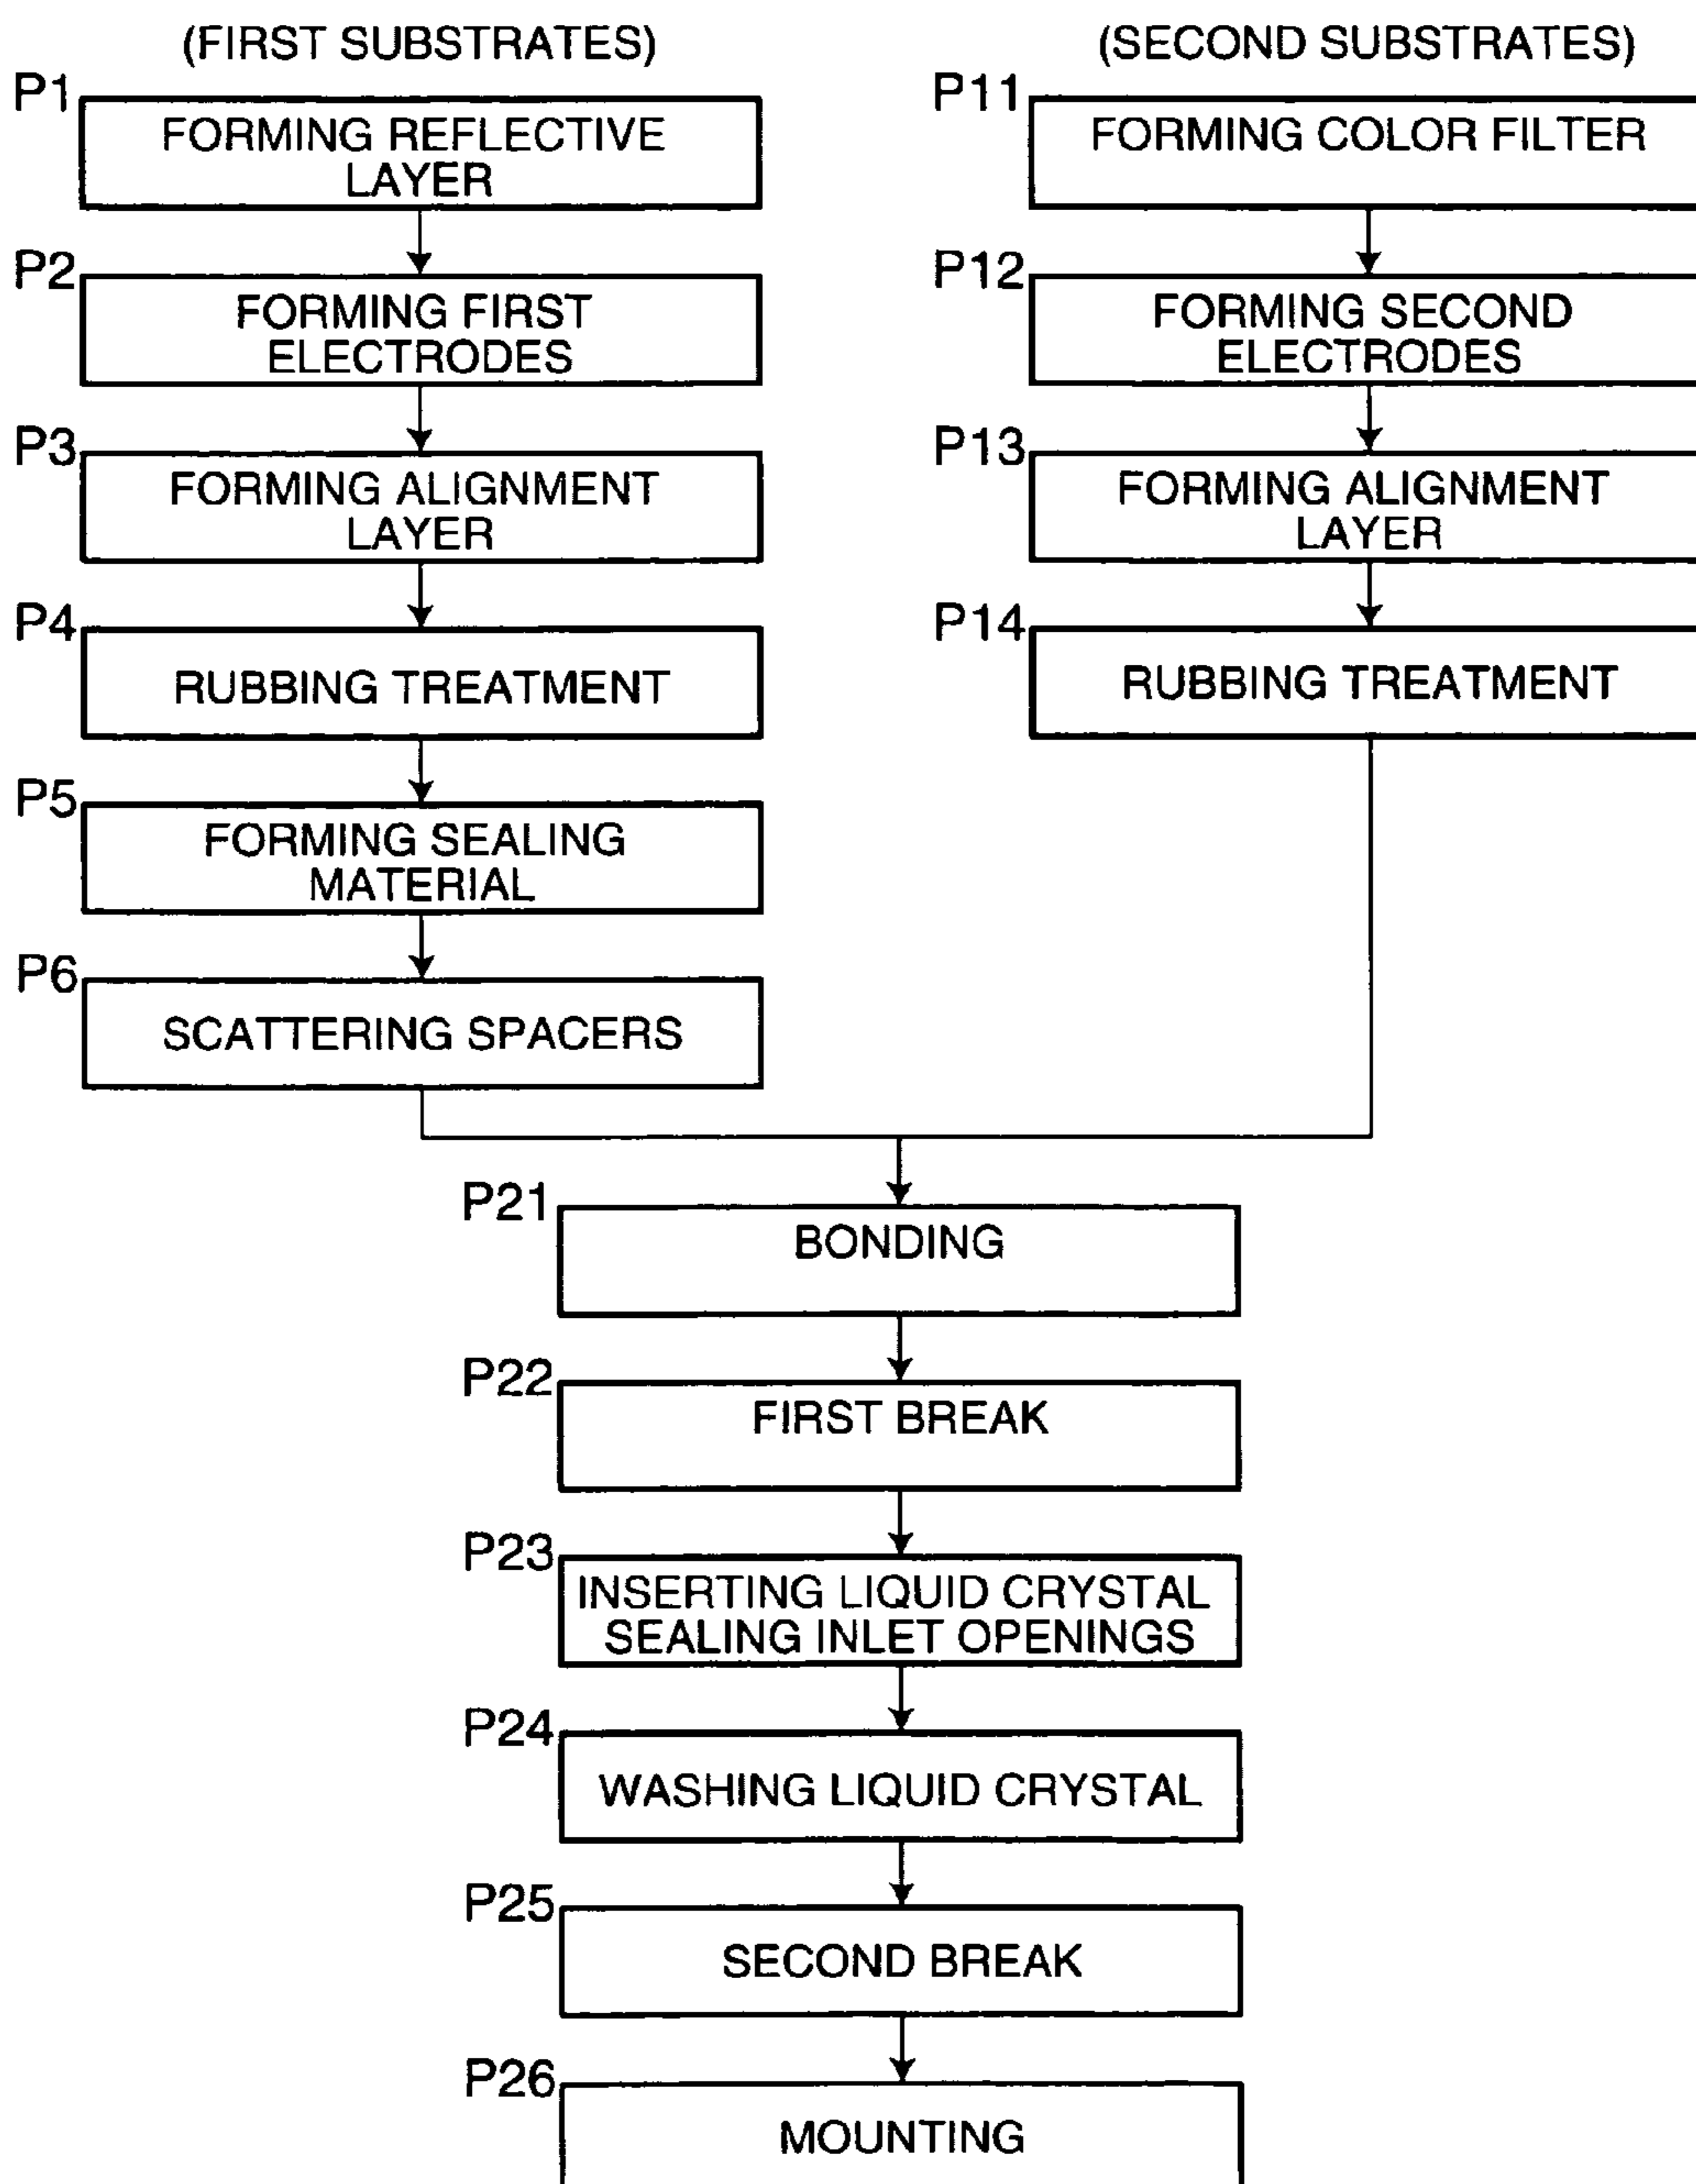 (FIRST SUBSTRATES)
P1
FORMING REFLECTIVE
LAYER
P2
FORMING FIRST
ELECTRODES
P3
FORMING ALIGNMENT
LAYER
P4
RUBBING TREATMENT
P5
FORMING SEALING
MATERIAL
P6
SCATTERING SPACERS
(SECOND SUBSTRATES)
P11
FORMING COLOR FILTER
P12
FORMING SECOND
ELECTRODES
P13
FORMING ALIGNMENT
LAYER
P14
RUBBING TREATMENT
P21
BONDING
P22
FIRST BREAK
P23
INSERTING LIQUID CRYSTAL
SEALING INLET OPENINGS
P24
WASHING LIQUID CRYSTAL
P25
SECOND BREAK
P26
MOUNTING